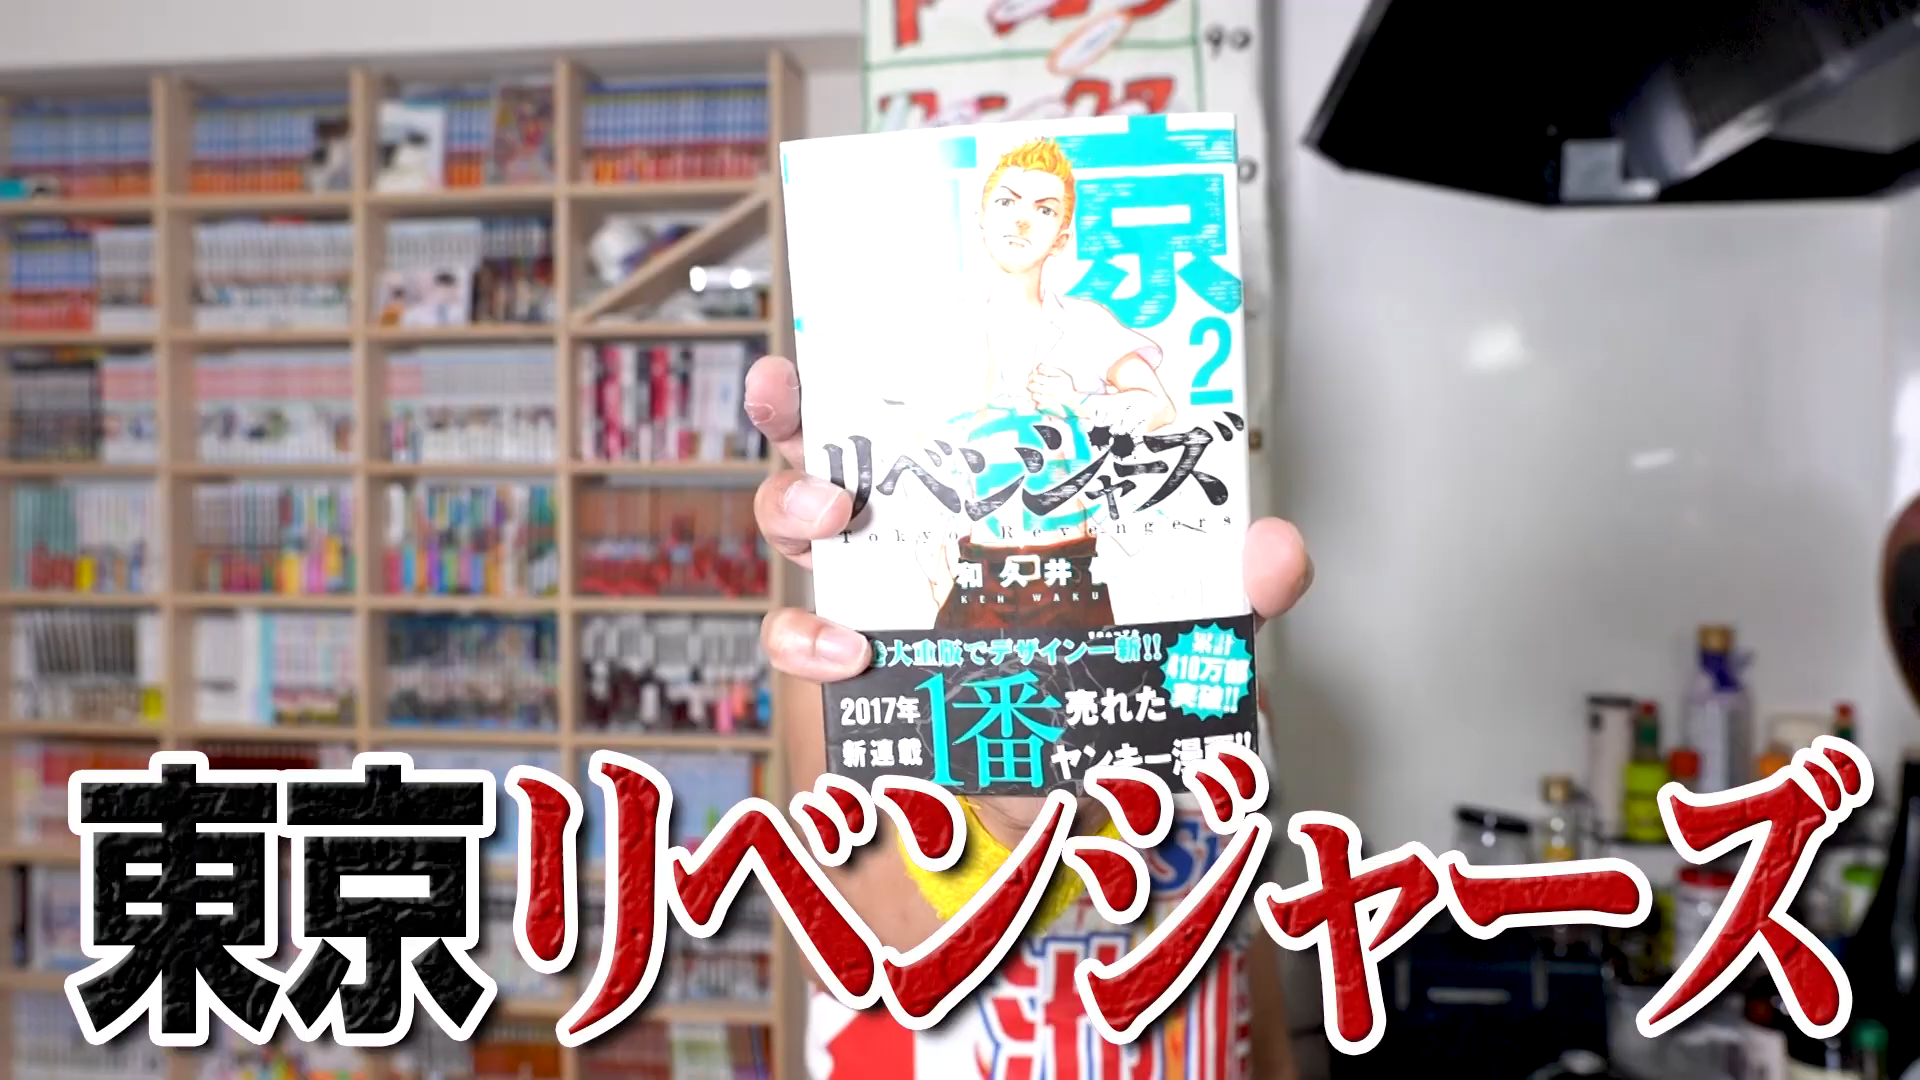 90
京
2
リベンジャーズ
Tokyo Revengers
和久井
KEN WAKU
大重版でデザイン一新!!
累計
410万部
突破!!
2017年
新連載
1番
売れた
ヤンキー漫画!!
東京リベンジャーズ